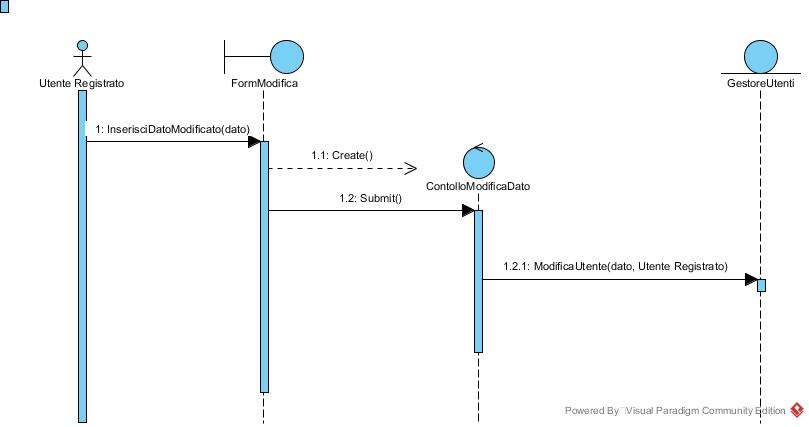 Utente Registrato
FormModifica
GestoreUtenti
1: InserisciDatoModificato(dato)
1.1: Create()
ContolloModificaDato
1.2: Submit()
1.2.1: ModificaUtente(dato, Utente Registrato)
Powered By Visual Paradigm Community Edition